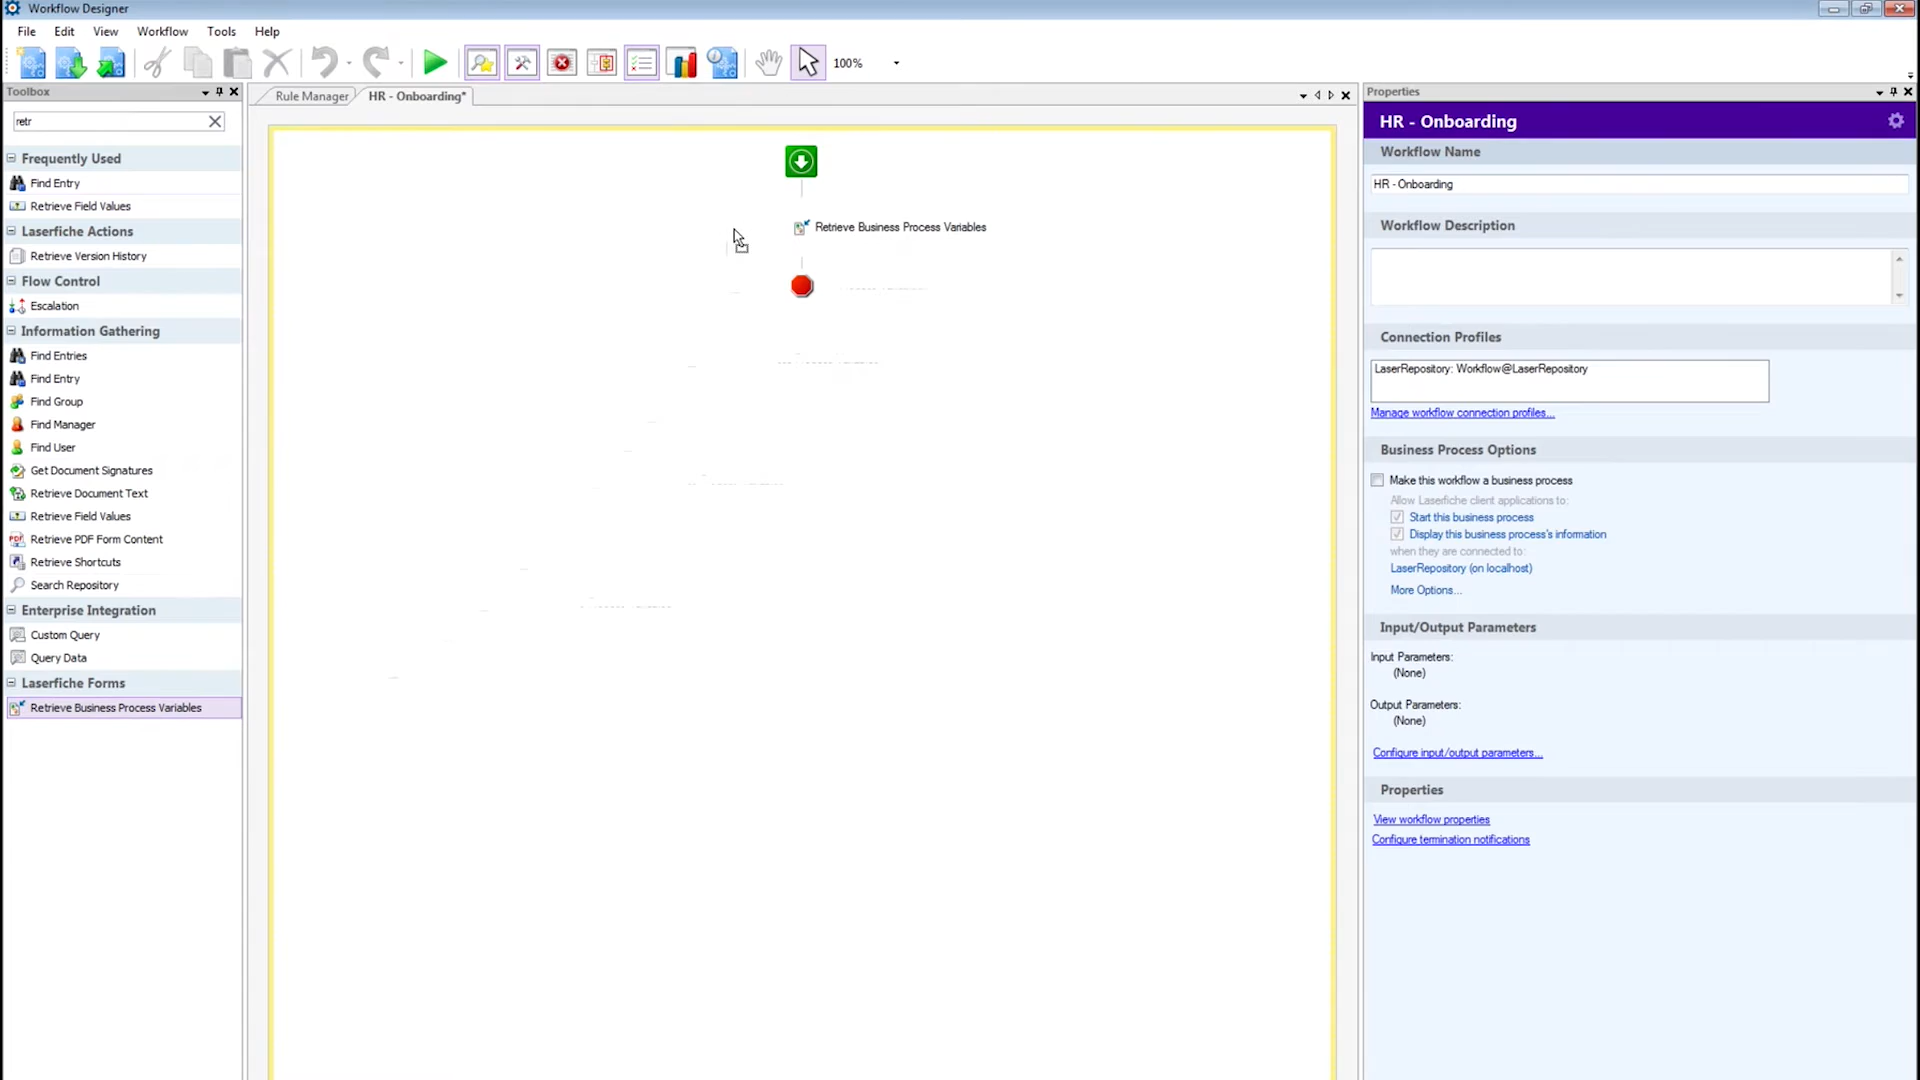 Workflow Designer
File Edit View Workflow Tools Help
100%
Toolbox
retr
Frequently Used
Find Entry
Retrieve Field Values
Laserfiche Actions
Retrieve Version History
Flow Control
Escalation
Information Gathering
Find Entries
Find Entry
Find Group
Find Manager
Find User
Get Document Signatures
Retrieve Document Text
Retrieve Field Values
Retrieve PDF Form Content
Retrieve Shortcuts
Search Repository
Enterprise Integration
Custom Query
Query Data
Laserfiche Forms
Retrieve Business Process Variables
Rule Manager HR - Onboarding*
Retrieve Business Process Variables
Properties
HR - Onboarding
Workflow Name
HR - Onboarding
Workflow Description
Connection Profiles
LaserRepository: Workflow@LaserRepository
Manage workflow connection profiles...
Business Process Options
Make this workflow a business process
Allow Laserfiche client applications to:
Start this business process
Display this business process's information
when they are connected to:
LaserRepository (on localhost)
More Options...
Input/Output Parameters
Input Parameters:
(None)
Output Parameters:
(None)
Configure input/output parameters...
Properties
View workflow properties
Configure termination notifications